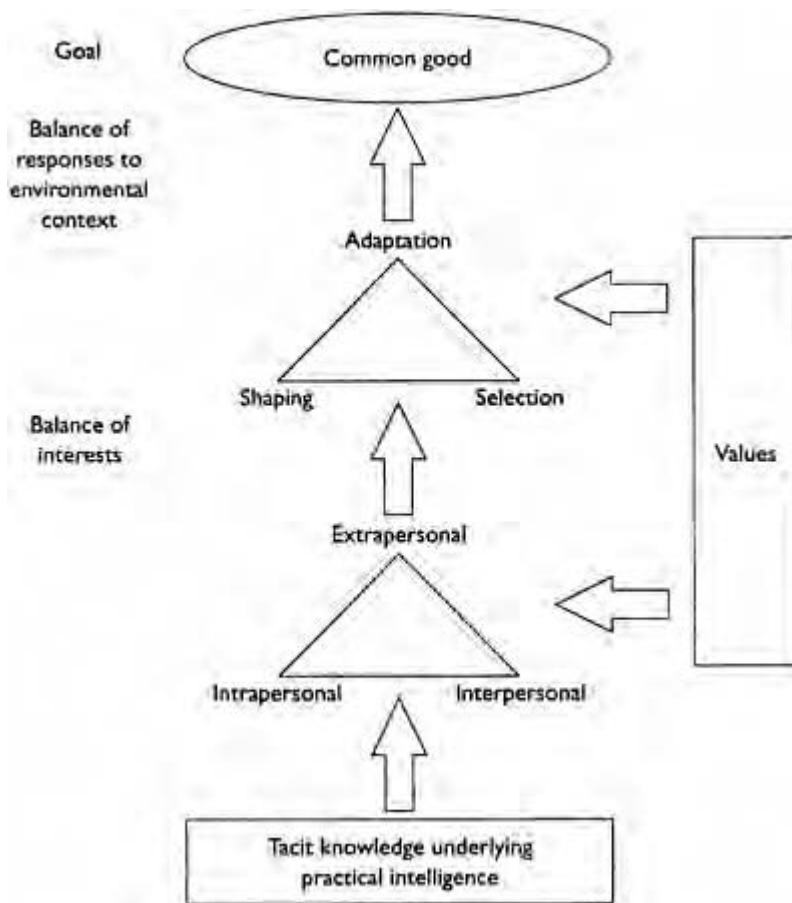 Goal
Common good
Balance of
responses to
environmental
context
Adaptation
Shaping
Selection
Balance of
interests
Values
Extrapersonal
Intrapersonal
Interpersonal
Tacit knowledge underlying
practical intelligence